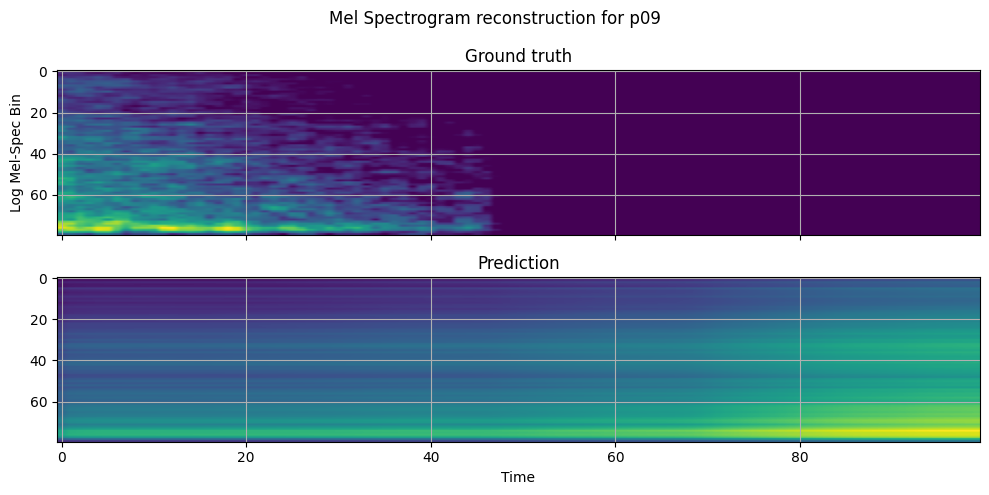 Mel Spectrogram reconstruction for p09
Ground truth
Log Mel-Spec Bin
0
20
40
60
Prediction
0
20
40
60
0 20 40 60 80
Time